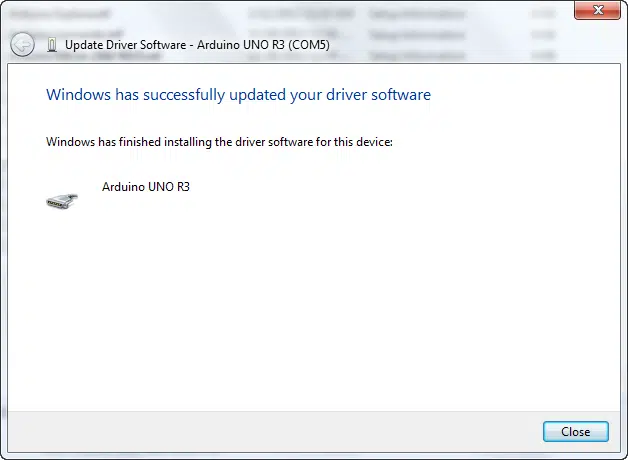 Update Driver Software - Arduino UNO R3 (COM5)
Windows has successfully updated your driver software
Windows has finished installing the driver software for this device:
Arduino UNO R3
Close